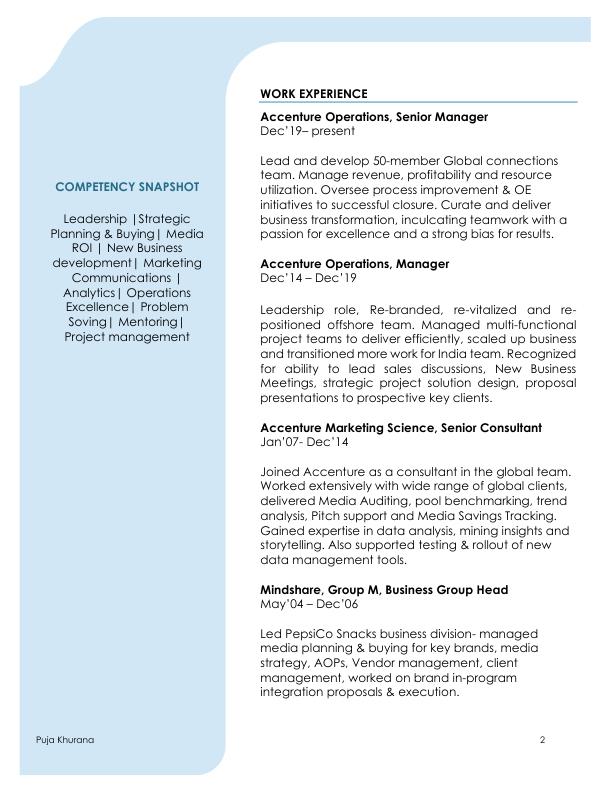 COMPETENCY SNAPSHOT
Leadership |Strategic
Planning & Buying| Media
ROI | New Business
development| Marketing
Communications |
Analytics| Operations
Excellence| Problem
Soving| Mentoring|
Project management
WORK EXPERIENCE
Accenture Operations, Senior Manager
Dec’19– present
Lead and develop 50-member Global connections
team. Manage revenue, profitability and resource
utilization. Oversee process improvement & OE
initiatives to successful closure. Curate and deliver
business transformation, inculcating teamwork with a
passion for excellence and a strong bias for results.
Accenture Operations, Manager
Dec’14 – Dec’19
Leadership role, Re-branded, re-vitalized and re-
positioned offshore team. Managed multi-functional
project teams to deliver efficiently, scaled up business
and transitioned more work for India team. Recognized
for ability to lead sales discussions, New Business
Meetings, strategic project solution design, proposal
presentations to prospective key clients.
Accenture Marketing Science, Senior Consultant
Jan’07- Dec’14
Joined Accenture as a consultant in the global team.
Worked extensively with wide range of global clients,
delivered Media Auditing, pool benchmarking, trend
analysis, Pitch support and Media Savings Tracking.
Gained expertise in data analysis, mining insights and
storytelling. Also supported testing & rollout of new
data management tools.
Mindshare, Group M, Business Group Head
May’04 – Dec’06
Led PepsiCo Snacks business division- managed
media planning & buying for key brands, media
strategy, AOPs, Vendor management, client
management, worked on brand in-program
integration proposals & execution.
Puja Khurana
2